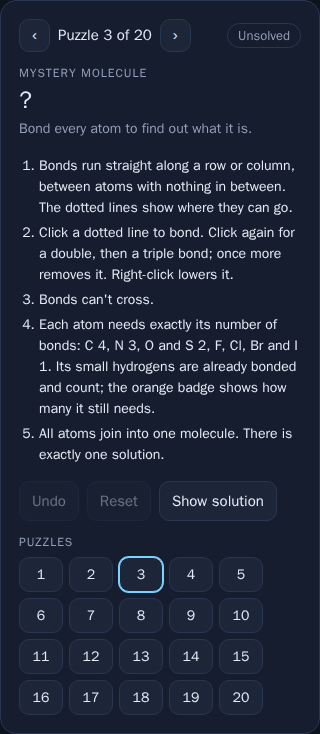 ‹ Puzzle 3 of 20 › Unsolved
MYSTERY MOLECULE
?
Bond every atom to find out what it is.
1. Bonds run straight along a row or column,
between atoms with nothing in between.
The dotted lines show where they can go.
2. Click a dotted line to bond. Click again for
a double, then a triple bond; once more
removes it. Right-click lowers it.
3. Bonds can't cross.
4. Each atom needs exactly its number of
bonds: C 4, N 3, O and S 2, F, Cl, Br and I
1. Its small hydrogens are already bonded
and count; the orange badge shows how
many it still needs.
5. All atoms join into one molecule. There is
exactly one solution.
Undo Reset Show solution
PUZZLES
1 2 3 4 5
6 7 8 9 10
11 12 13 14 15
16 17 18 19 20